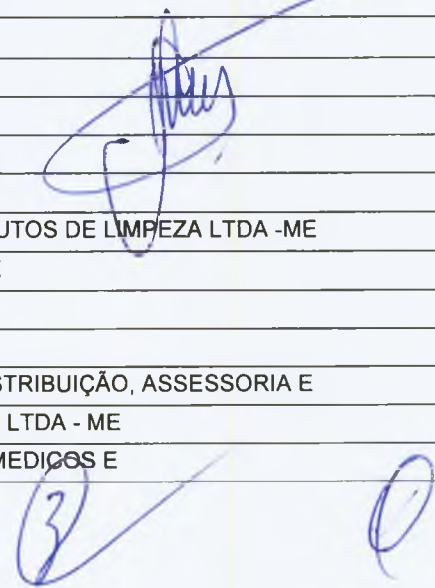 UTOS DE LIMPEZA LTDA -ME
STRIBUIÇÃO, ASSESSORIA E
LTDA - ME
MEDICOS E